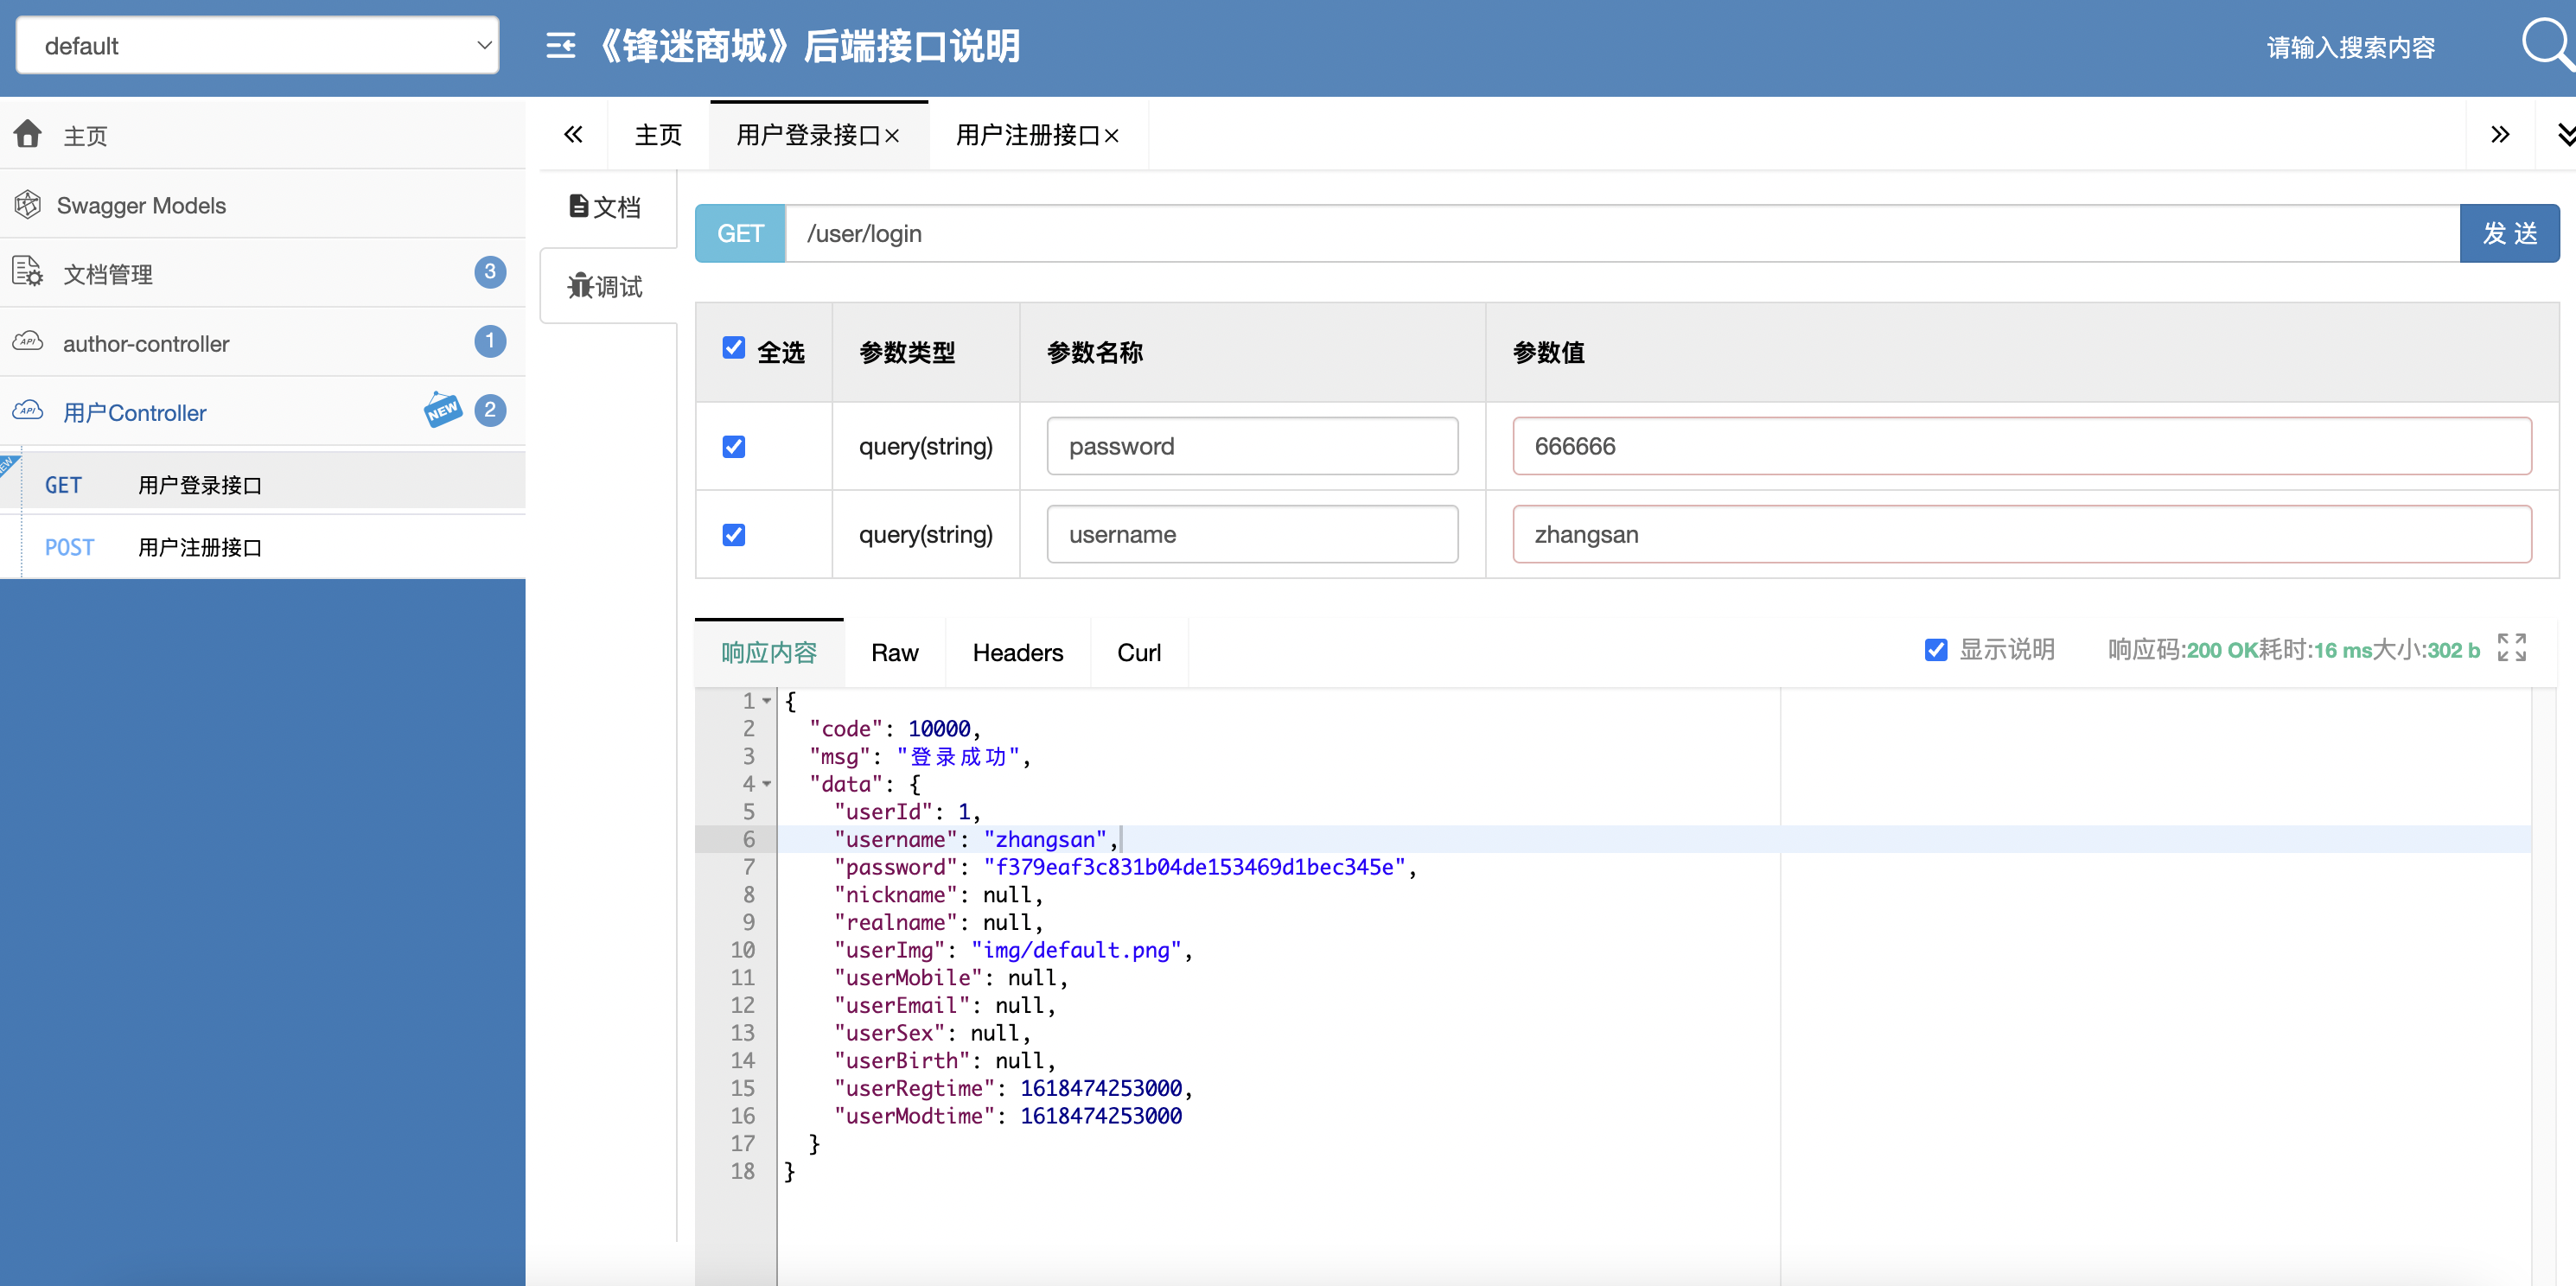 default
《锋迷商城》后端接口说明
请输入搜索内容
主页
Swagger Models
文档管理
3
author-controller
1
用户Controller
NEW
2
NEW
GET
用户登录接口
POST
用户注册接口
主页
用户登录接口×
用户注册接口×
文档
调试
GET
/user/login
发 送
全选
参数类型
参数名称
参数值
query(string)
password
666666
query(string)
username
zhangsan
响应内容
Raw
Headers
Curl
显示说明
响应码:200 OK耗时:16 ms大小:302 b
1 {
2 "code": 10000,
3 "msg": "登录成功",
4 "data": {
5 "userId": 1,
6 "username": "zhangsan",
7 "password": "f379eaf3c831b04de153469d1bec345e",
8 "nickname": null,
9 "realname": null,
10 "userImg": "img/default.png",
11 "userMobile": null,
12 "userEmail": null,
13 "userSex": null,
14 "userBirth": null,
15 "userRegtime": 1618474253000,
16 "userModtime": 1618474253000
17 }
18 }